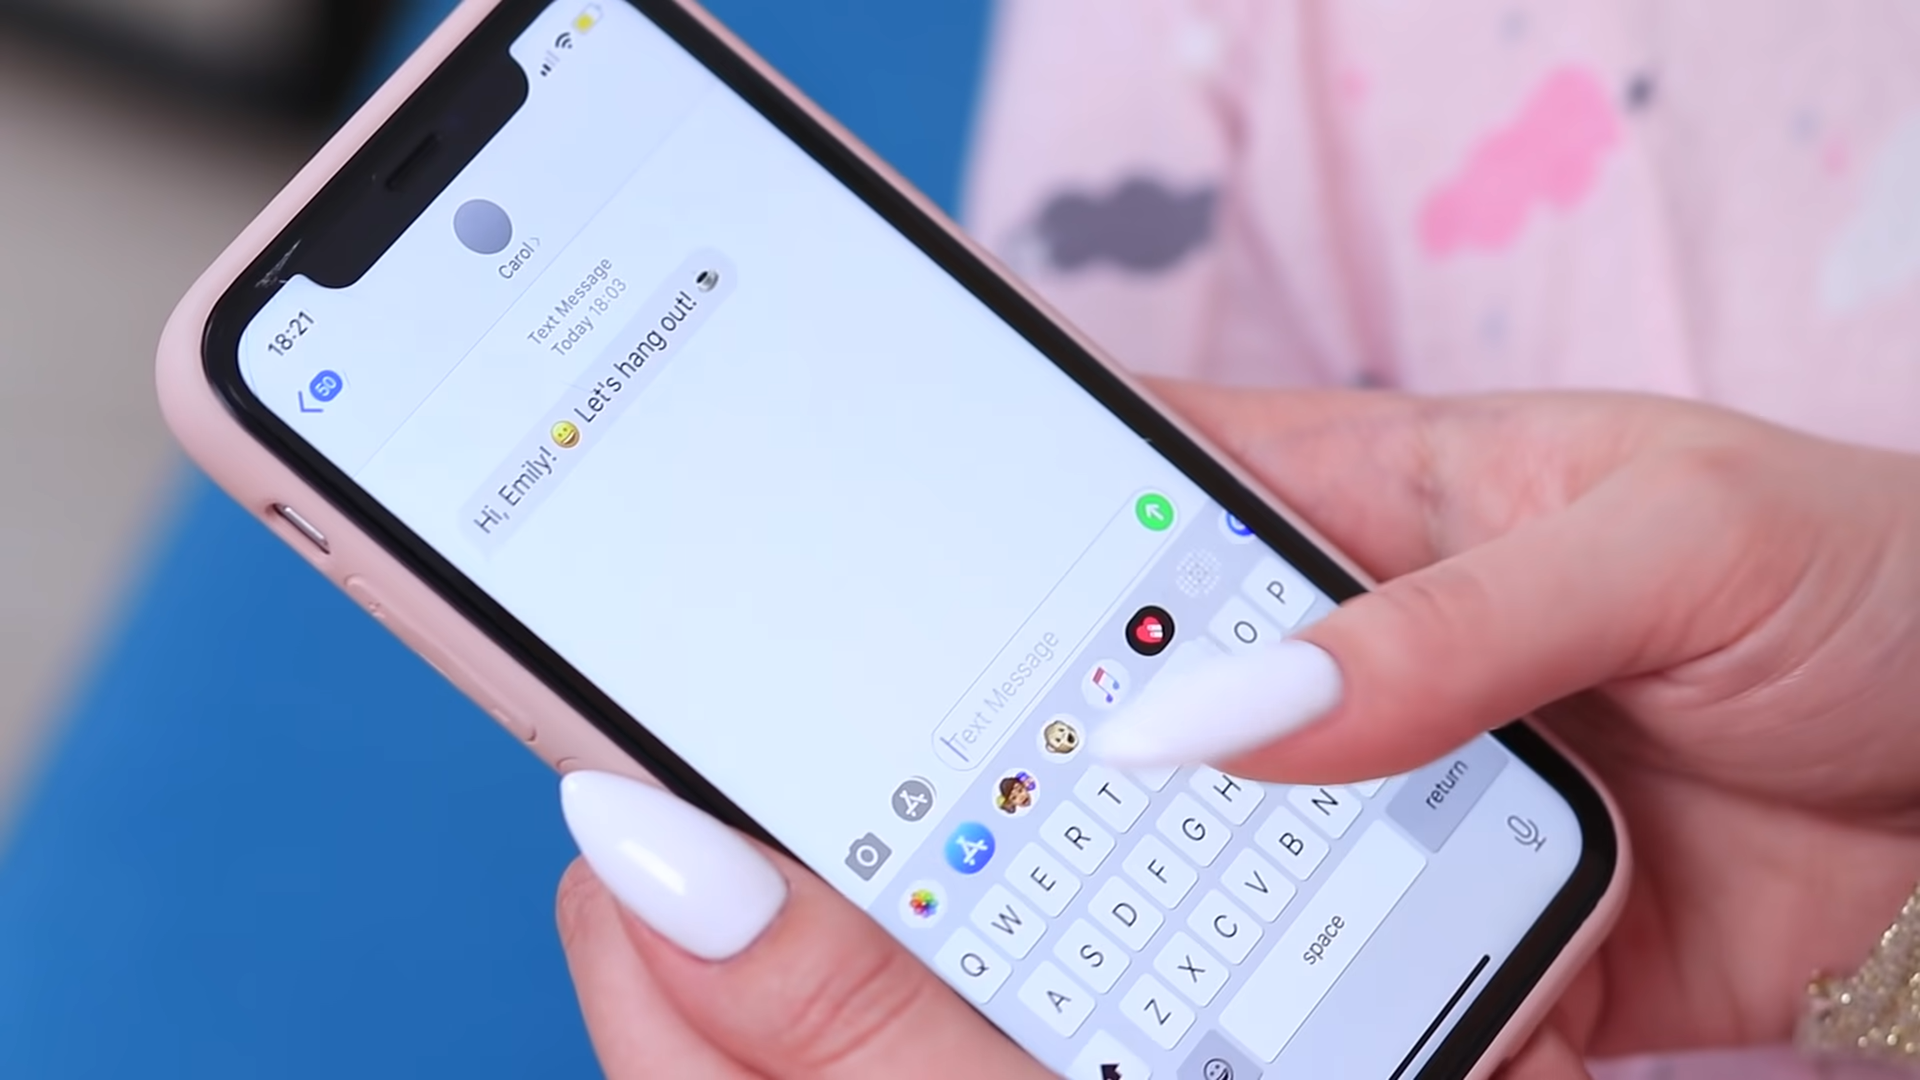 18:21
50
Carol
Text Message
Today 18:03
Hi, Emily! 😀 Let's hang out! ☕
Text Message
Q W E R T O P
A S D F G H
Z X C V B N
space return